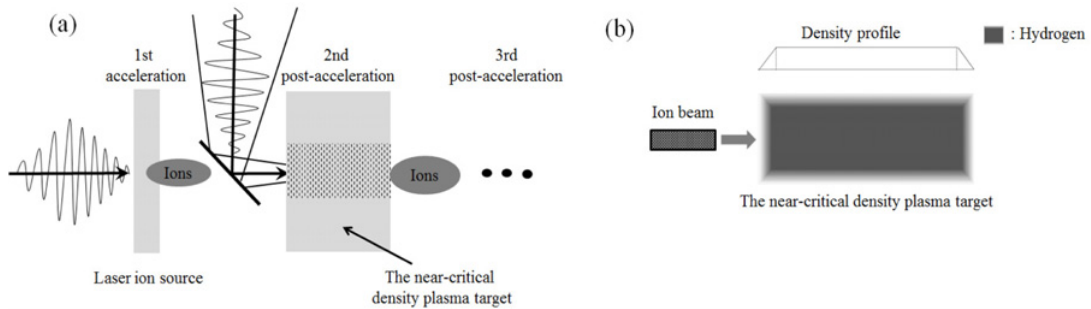 (a)
1st
acceleration
2nd
post-acceleration
3rd
post-acceleration
Ions
Ions
Laser ion source
The near-critical
density plasma target
(b)
Density profile
: Hydrogen
Ion beam
The near-critical density plasma target